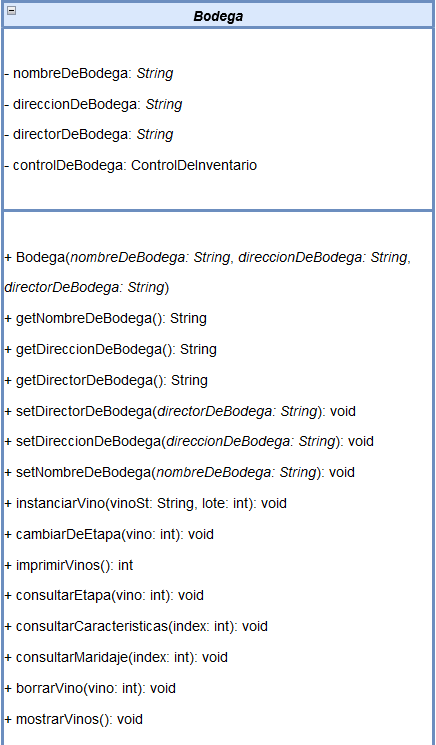 Bodega
- nombreDeBodega: String
- direccionDeBodega: String
- directorDeBodega: String
- controlDeBodega: ControlDeInventario
+ Bodega(nombreDeBodega: String, direccionDeBodega: String,
directorDeBodega: String)
+ getNombreDeBodega(): String
+ getDireccionDeBodega(): String
+ getDirectorDeBodega(): String
+ setDirectorDeBodega(directorDeBodega: String): void
+ setDireccionDeBodega(direccionDeBodega: String): void
+ setNombreDeBodega(nombreDeBodega: String): void
+ instanciarVino(vinoSt: String, lote: int): void
+ cambiarDeEtapa(vino: int): void
+ imprimirVinos(): int
+ consultarEtapa(vino: int): void
+ consultarCaracteristicas(index: int): void
+ consultarMaridaje(index: int): void
+ borrarVino(vino: int): void
+ mostrarVinos(): void